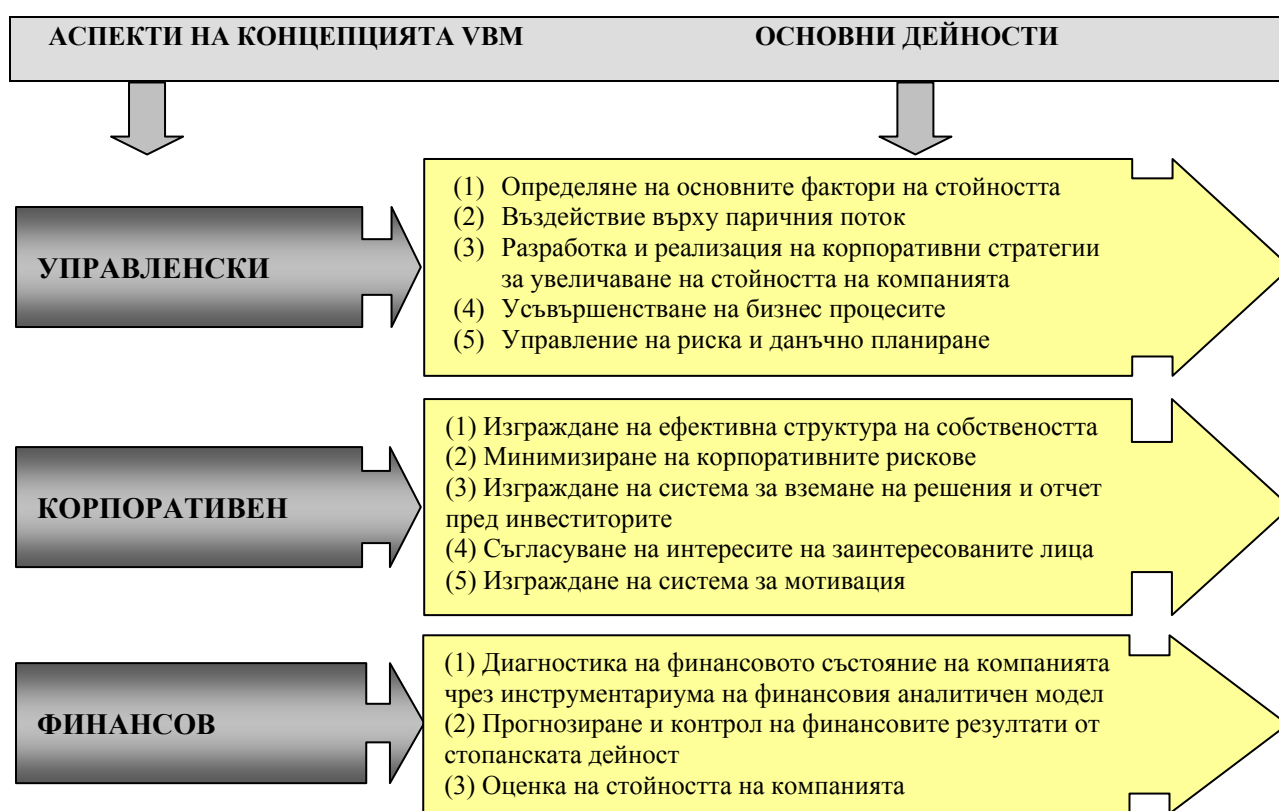 АСПЕКТИ НА КОНЦЕПЦИЯТА VBM ОСНОВНИ ДЕЙНОСТИ
УПРАВЛЕНСКИ
(1) Определяне на основните фактори на стойността
(2) Въздействие върху паричния поток
(3) Разработка и реализация на корпоративни стратегии
за увеличаване на стойността на компанията
(4) Усъвършенстване на бизнес процесите
(5) Управление на риска и данъчно планиране
КОРПОРАТИВЕН
(1) Изграждане на ефективна структура на собствеността
(2) Минимизиране на корпоративните рискове
(3) Изграждане на система за вземане на решения и отчет
пред инвеститорите
(4) Съгласуване на интересите на заинтересованите лица
(5) Изграждане на система за мотивация
ФИНАНСОВ
(1) Диагностика на финансовото състояние на компанията
чрез инструментариума на финансовия аналитичен модел
(2) Прогнозиране и контрол на финансовите резултати от
стопанската дейност
(3) Оценка на стойността на компанията